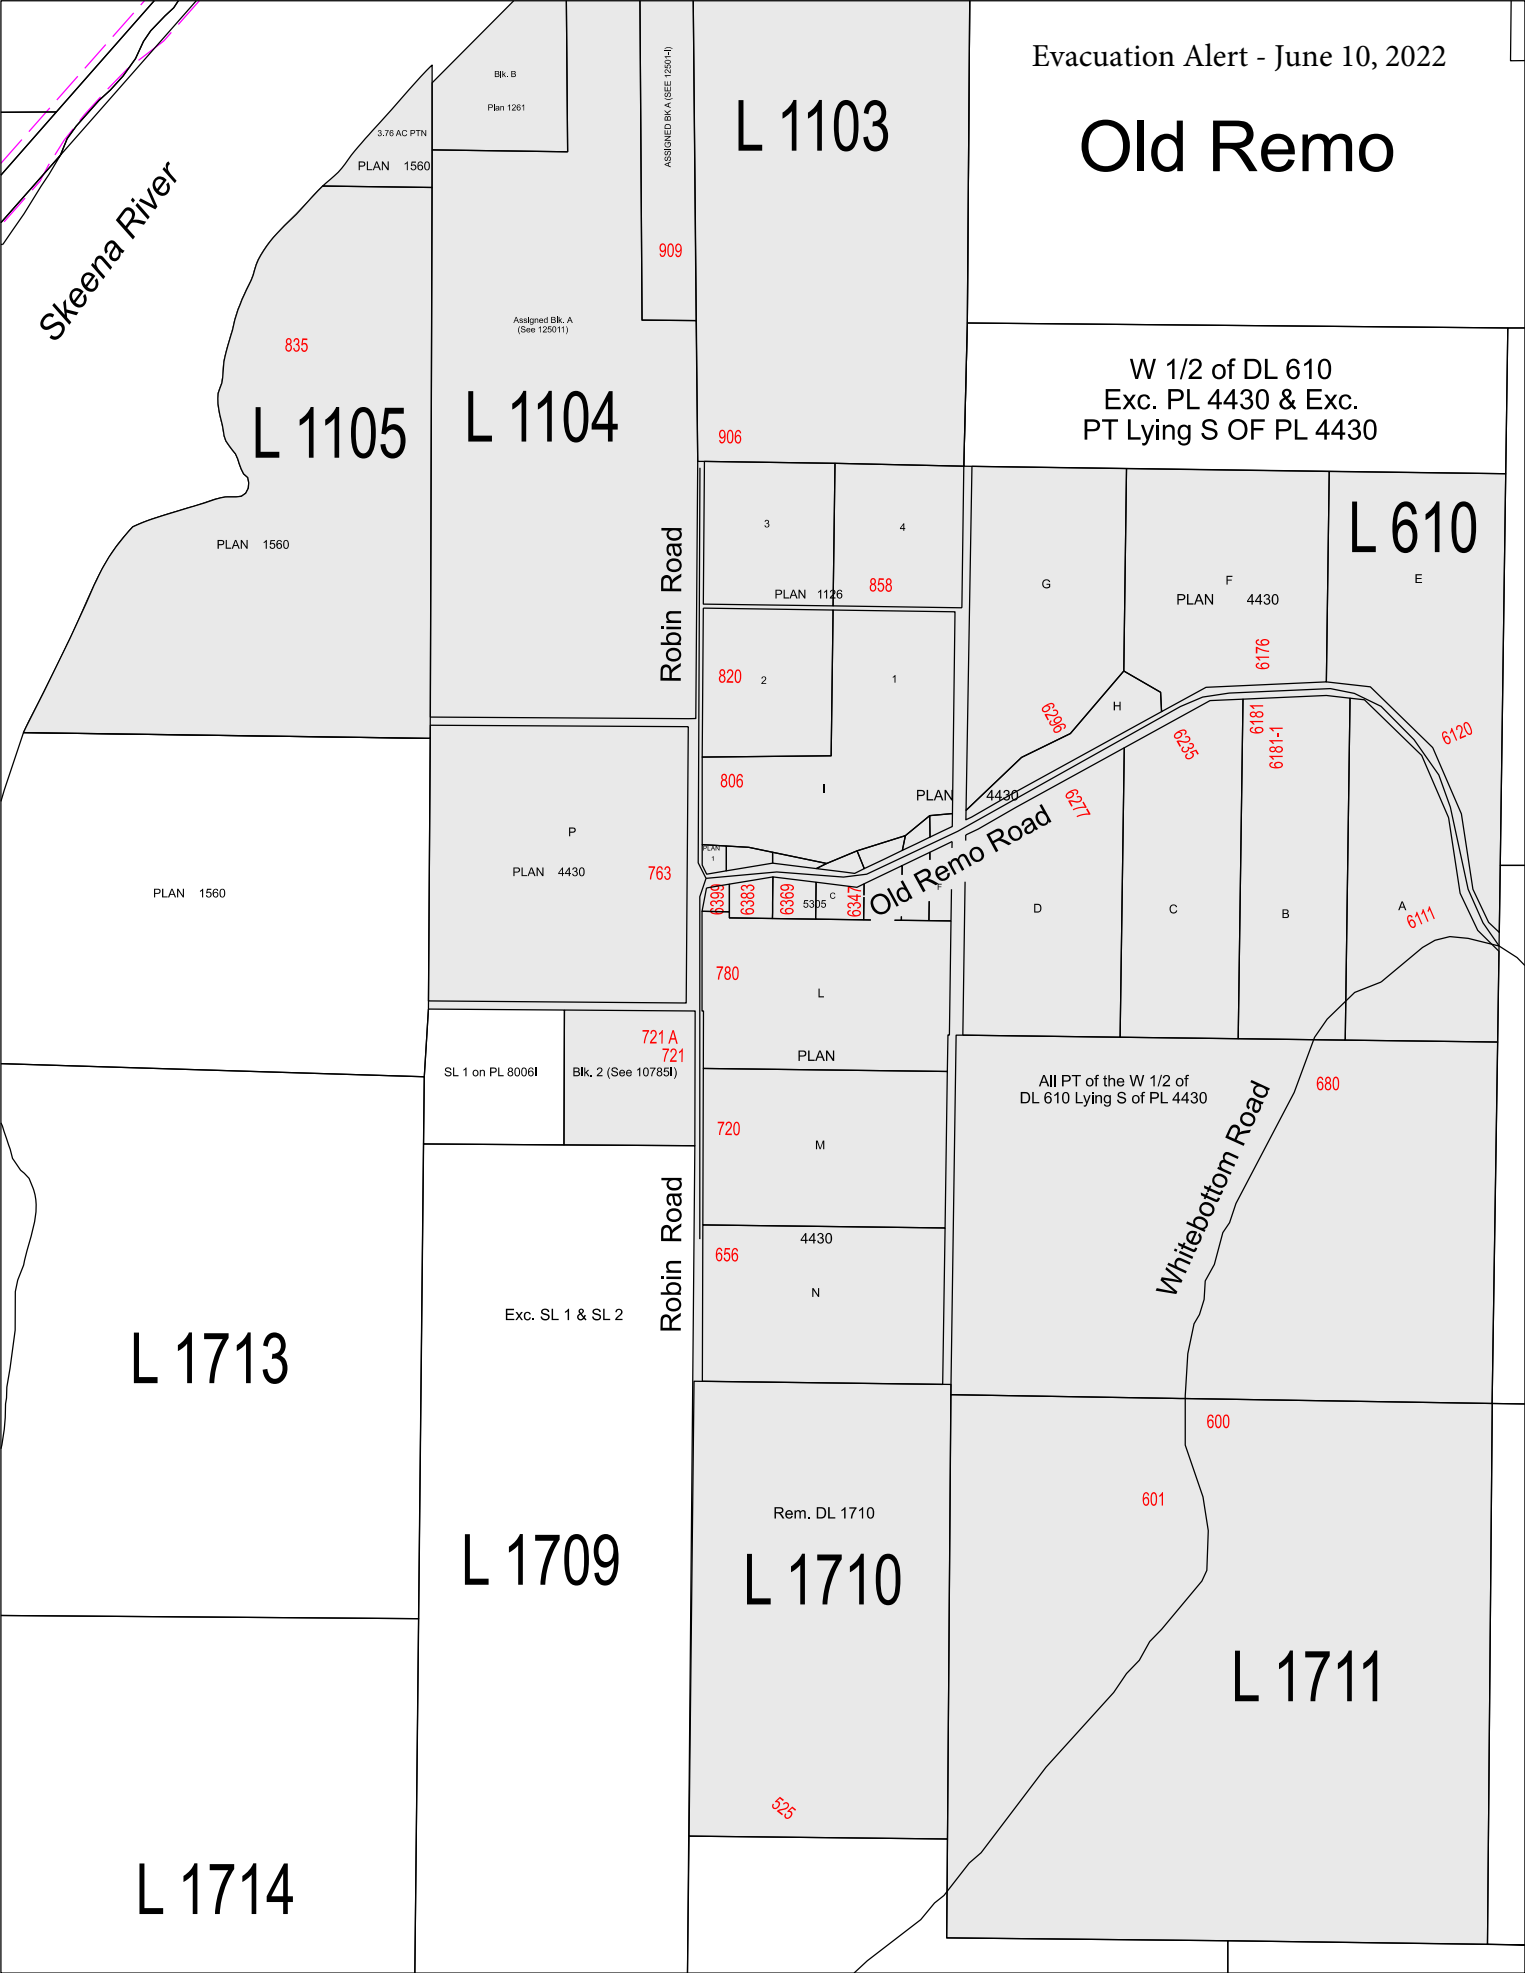 Evacuation Alert - June 10, 2022
Old Remo
Skeena River
Blk. B
Plan 1261
3.76 AC PTN
PLAN 1560
ASSIGNED BK A (SEE 12501-I)
L 1103
909
Assigned Blk. A
(See 125011)
835
L 1105
L 1104
906
W 1/2 of DL 610
Exc. PL 4430 & Exc.
PT Lying S OF PL 4430
PLAN 1560
Robin Road
3
4
PLAN 1126
858
G
F
PLAN 4430
L 610
E
6176
820
2
1
6296
H
6235
6181
6181-1
6120
806
I
PLAN 4430
6277
P
PLAN 4430
763
PLAN
1
Old Remo Road
PLAN 1560
6399
6383
6369
5305
C
6347
F
D
C
B
A
6111
780
L
PLAN
721 A
721
SL 1 on PL 8006I
Blk. 2 (See 10785I)
All PT of the W 1/2 of
DL 610 Lying S of PL 4430
680
Whitebottom Road
720
M
Robin Road
4430
656
N
Exc. SL 1 & SL 2
L 1713
600
601
Rem. DL 1710
L 1709
L 1710
L 1711
525
L 1714